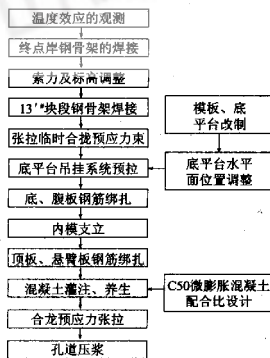 温度效应的观测
终点岸钢骨架的焊接
索力及标高调整
13'#块段钢骨架焊接
模板、底
平台改制
张拉临时合拢预应力束
底平台吊挂系统预拉
底平台水平
面位置调整
底、腹板钢筋绑扎
内模支立
顶板、悬臂板钢筋绑扎
混凝土灌注、养生
C50微膨胀混凝土
配合比设计
合龙预应力张拉
孔道压浆